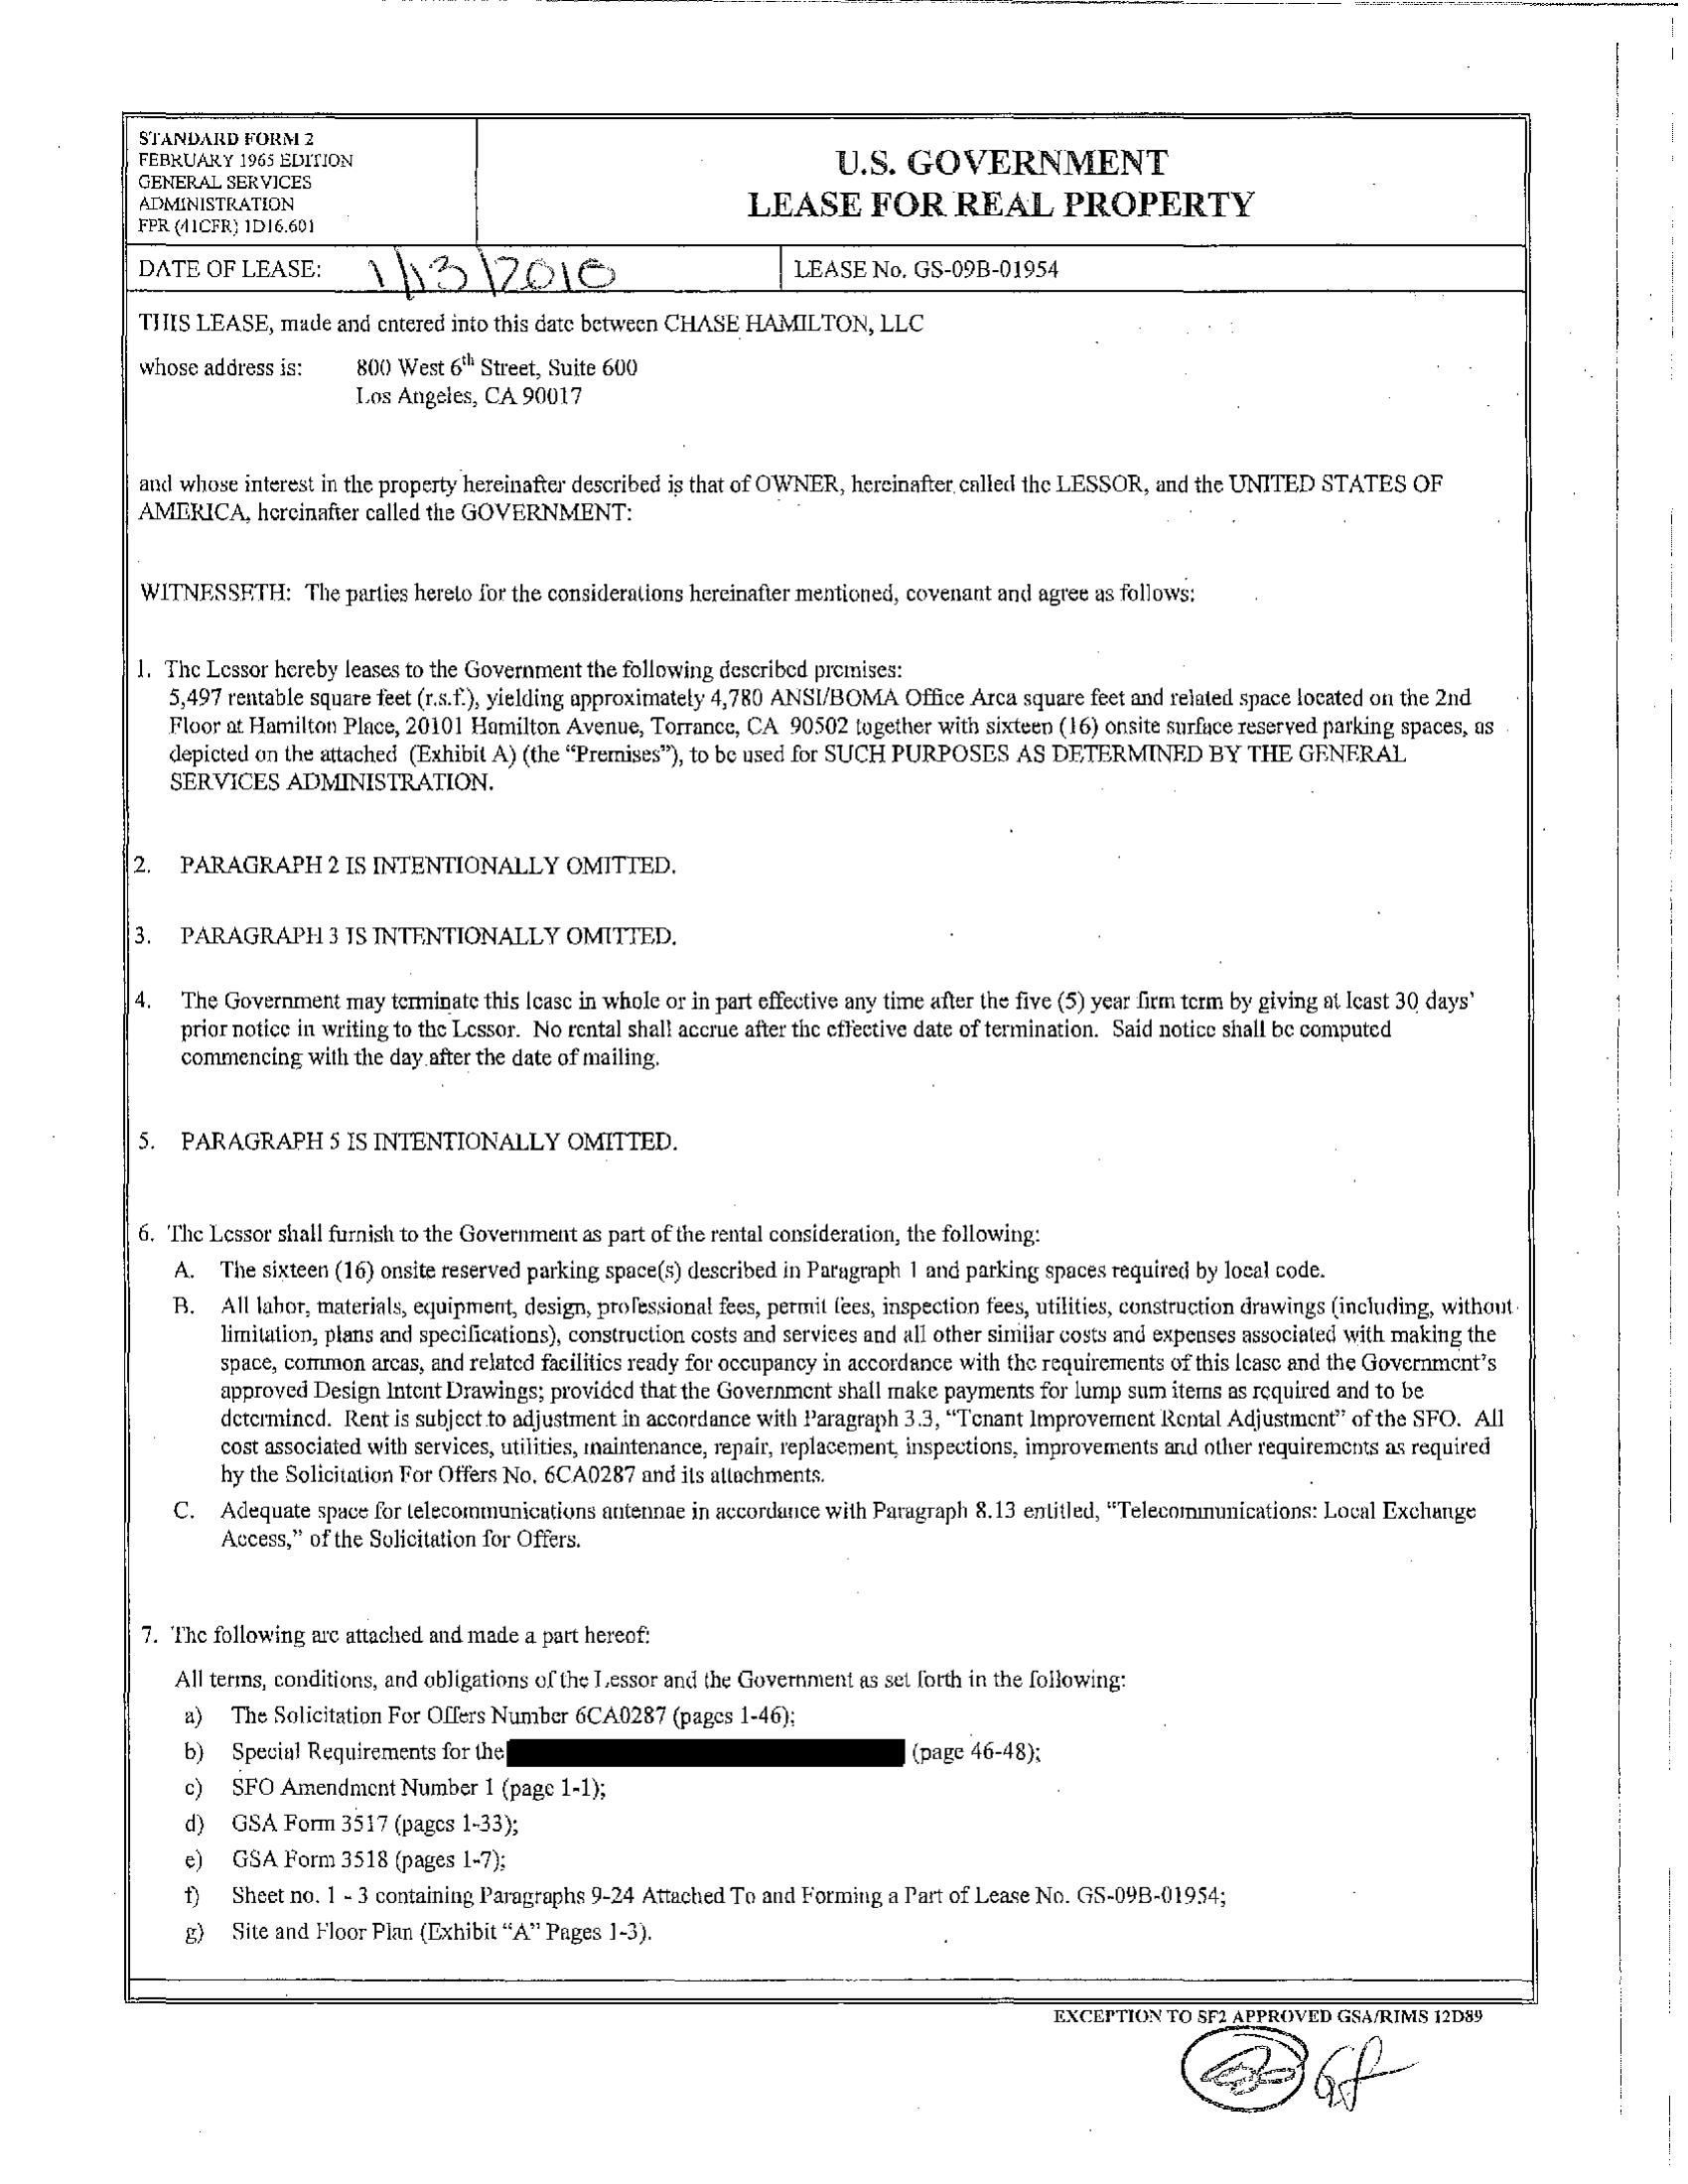 STANDARD FORM 2
FEBRUARY 1965 EDITION
GENERAL SERVICES
ADMINISTRATION
FPR (41CFR) 1D16.601
U.S. GOVERNMENT
LEASE FOR REAL PROPERTY
DATE OF LEASE: 1/13/2010
LEASE No. GS-09B-01954
THIS LEASE, made and entered into this date between CHASE HAMILTON, LLC
whose address is: 800 West 6th Street, Suite 600
Los Angeles, CA 90017
and whose interest in the property hereinafter described is that of OWNER, hereinafter called the LESSOR, and the UNITED STATES OF
AMERICA, hereinafter called the GOVERNMENT:
WITNESSETH: The parties hereto for the considerations hereinafter mentioned, covenant and agree as follows:
1. The Lessor hereby leases to the Government the following described premises:
5,497 rentable square feet (r.s.f.), yielding approximately 4,780 ANSI/BOMA Office Area square feet and related space located on the 2nd
Floor at Hamilton Place, 20101 Hamilton Avenue, Torrance, CA 90502 together with sixteen (16) onsite surface reserved parking spaces, as
depicted on the attached (Exhibit A) (the “Premises”), to be used for SUCH PURPOSES AS DETERMINED BY THE GENERAL
SERVICES ADMINISTRATION.
2. PARAGRAPH 2 IS INTENTIONALLY OMITTED.
3. PARAGRAPH 3 IS INTENTIONALLY OMITTED.
4. The Government may terminate this lease in whole or in part effective any time after the five (5) year firm term by giving at least 30 days’
prior notice in writing to the Lessor. No rental shall accrue after the effective date of termination. Said notice shall be computed
commencing with the day after the date of mailing.
5. PARAGRAPH 5 IS INTENTIONALLY OMITTED.
6. The Lessor shall furnish to the Government as part of the rental consideration, the following:
A. The sixteen (16) onsite reserved parking space(s) described in Paragraph 1 and parking spaces required by local code.
B. All labor, materials, equipment, design, professional fees, permit fees, inspection fees, utilities, construction drawings (including, without
limitation, plans and specifications), construction costs and services and all other similar costs and expenses associated with making the
space, common areas, and related facilities ready for occupancy in accordance with the requirements of this lease and the Government’s
approved Design Intent Drawings; provided that the Government shall make payments for lump sum items as required and to be
determined. Rent is subject to adjustment in accordance with Paragraph 3.3, “Tenant Improvement Rental Adjustment” of the SFO. All
cost associated with services, utilities, maintenance, repair, replacement, inspections, improvements and other requirements as required
by the Solicitation For Offers No. 6CA0287 and its attachments.
C. Adequate space for telecommunications antennae in accordance with Paragraph 8.13 entitled, “Telecommunications: Local Exchange
Access,” of the Solicitation for Offers.
7. The following are attached and made a part hereof:
All terms, conditions, and obligations of the Lessor and the Government as set forth in the following:
a) The Solicitation For Offers Number 6CA0287 (pages 1-46);
b) Special Requirements for the (page 46-48);
c) SFO Amendment Number 1 (page 1-1);
d) GSA Form 3517 (pages 1-33);
e) GSA Form 3518 (pages 1-7);
f) Sheet no. 1 - 3 containing Paragraphs 9-24 Attached To and Forming a Part of Lease No. GS-09B-01954;
g) Site and Floor Plan (Exhibit “A” Pages 1-3).
EXCEPTION TO SF2 APPROVED GSA/RIMS 12D89